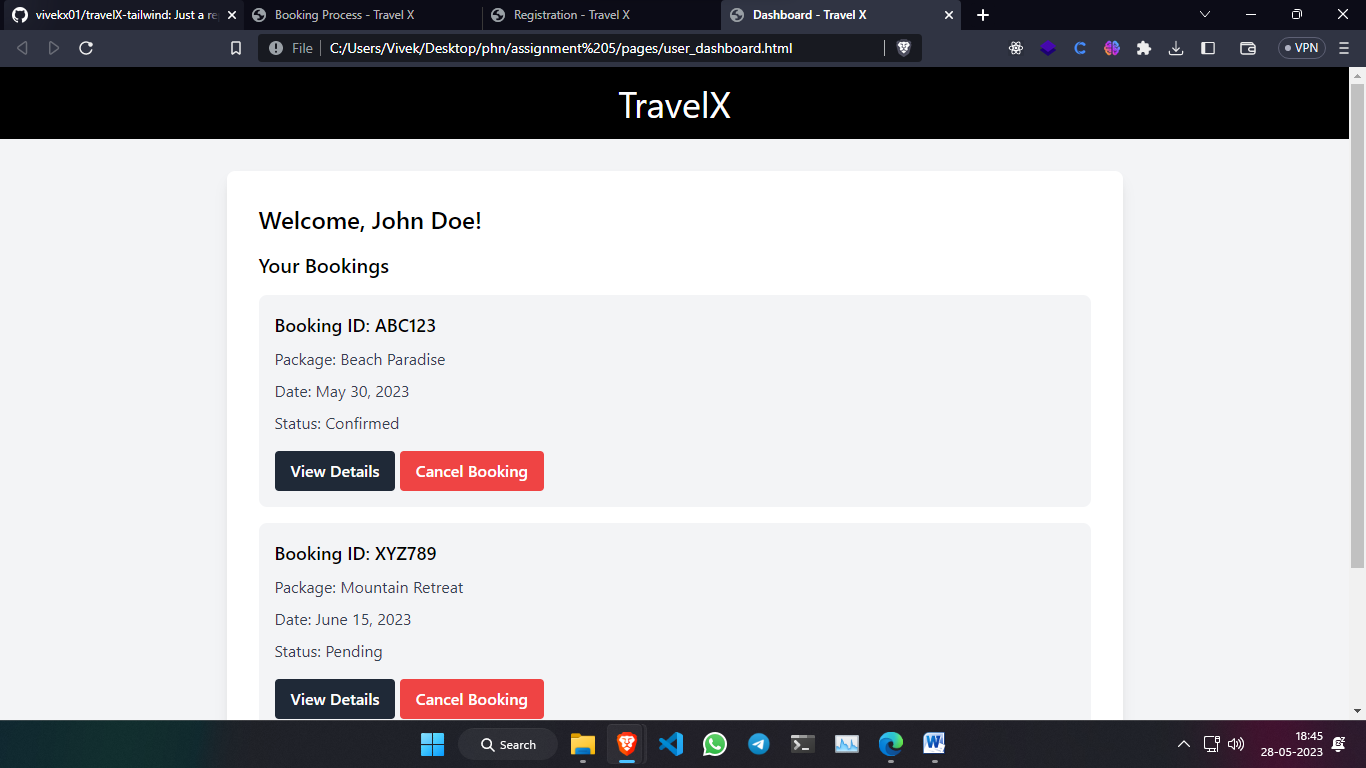 vivekx01/travelX-tailwind: Just a re
Booking Process - Travel X
Registration - Travel X
Dashboard - Travel X
File
C:/Users/Vivek/Desktop/phn/assignment%205/pages/user_dashboard.html
VPN
TravelX
Welcome, John Doe!
Your Bookings
Booking ID: ABC123
Package: Beach Paradise
Date: May 30, 2023
Status: Confirmed
View Details
Cancel Booking
Booking ID: XYZ789
Package: Mountain Retreat
Date: June 15, 2023
Status: Pending
View Details
Cancel Booking
Search
18:45
28-05-2023